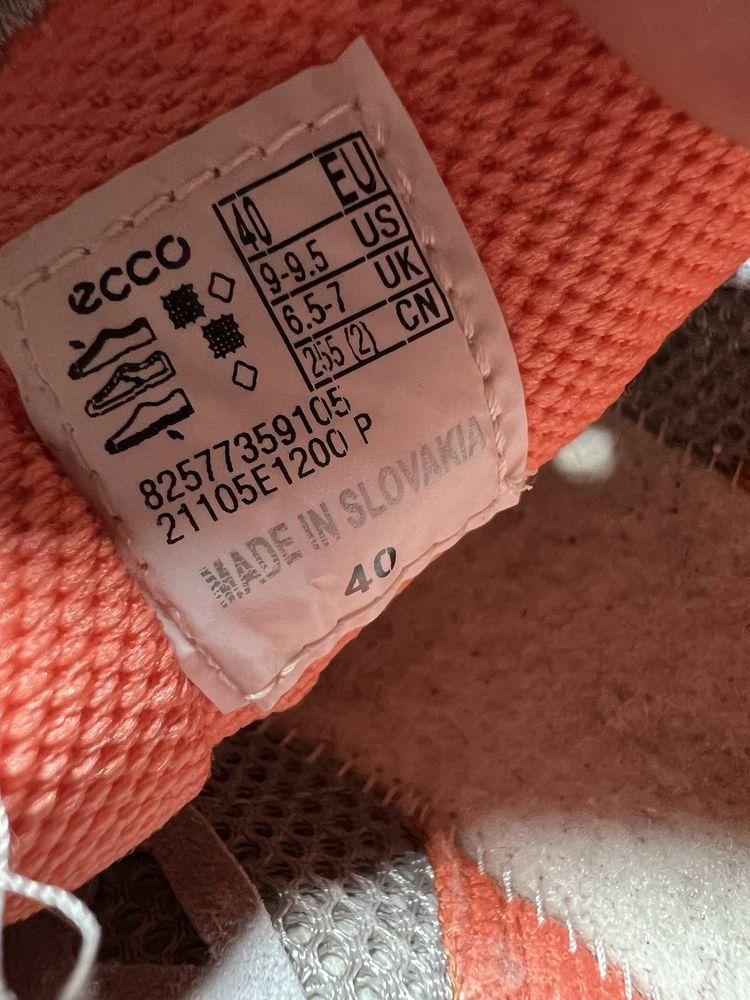 ecco
40 EU
9-9.5 US
6.5-7 UK
255 (2) CN
82577359105
21105E1200 P
MADE IN SLOVAKIA
40